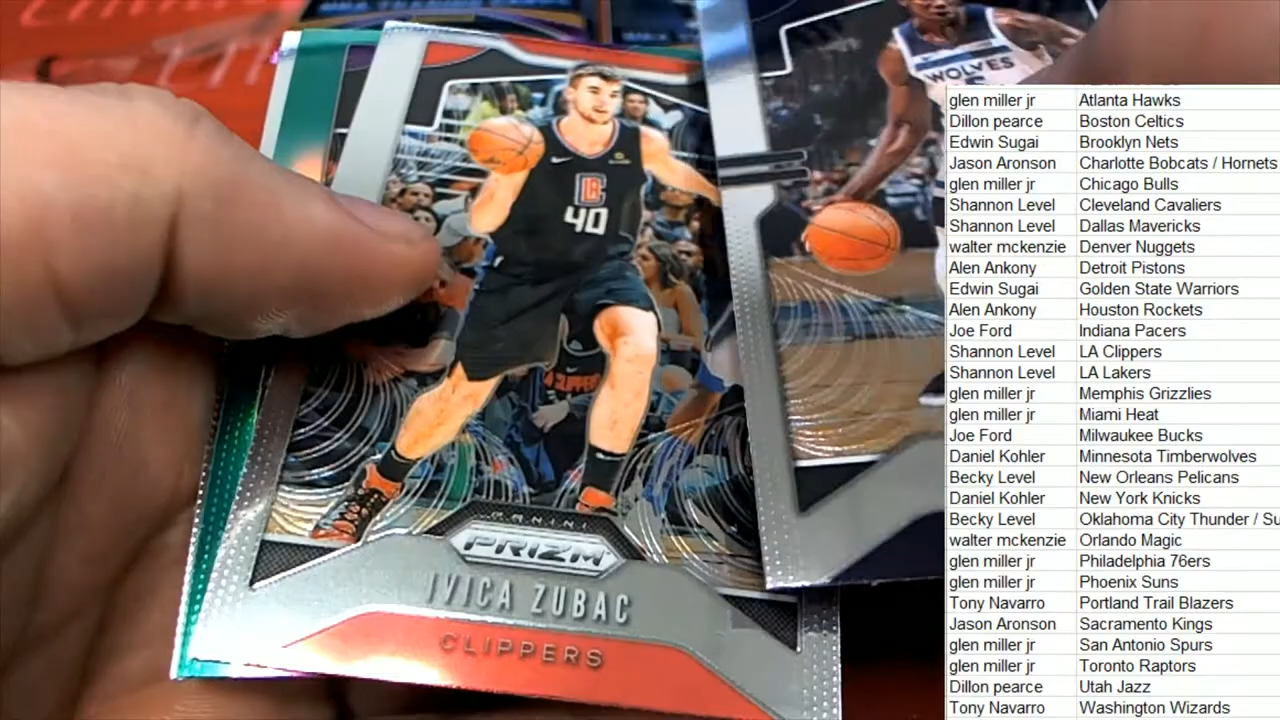 WOLVES
LA
40
PANINI
PRIZM
IVICA ZUBAC
CLIPPERS
glen miller jr Atlanta Hawks
Dillon pearce Boston Celtics
Edwin Sugai Brooklyn Nets
Jason Aronson Charlotte Bobcats / Hornets
glen miller jr Chicago Bulls
Shannon Level Cleveland Cavaliers
Shannon Level Dallas Mavericks
walter mckenzie Denver Nuggets
Alen Ankony Detroit Pistons
Edwin Sugai Golden State Warriors
Alen Ankony Houston Rockets
Joe Ford Indiana Pacers
Shannon Level LA Clippers
Shannon Level LA Lakers
glen miller jr Memphis Grizzlies
glen miller jr Miami Heat
Joe Ford Milwaukee Bucks
Daniel Kohler Minnesota Timberwolves
Becky Level New Orleans Pelicans
Daniel Kohler New York Knicks
Becky Level Oklahoma City Thunder / Su
walter mckenzie Orlando Magic
glen miller jr Philadelphia 76ers
glen miller jr Phoenix Suns
Tony Navarro Portland Trail Blazers
Jason Aronson Sacramento Kings
glen miller jr San Antonio Spurs
glen miller jr Toronto Raptors
Dillon pearce Utah Jazz
Tony Navarro Washington Wizards